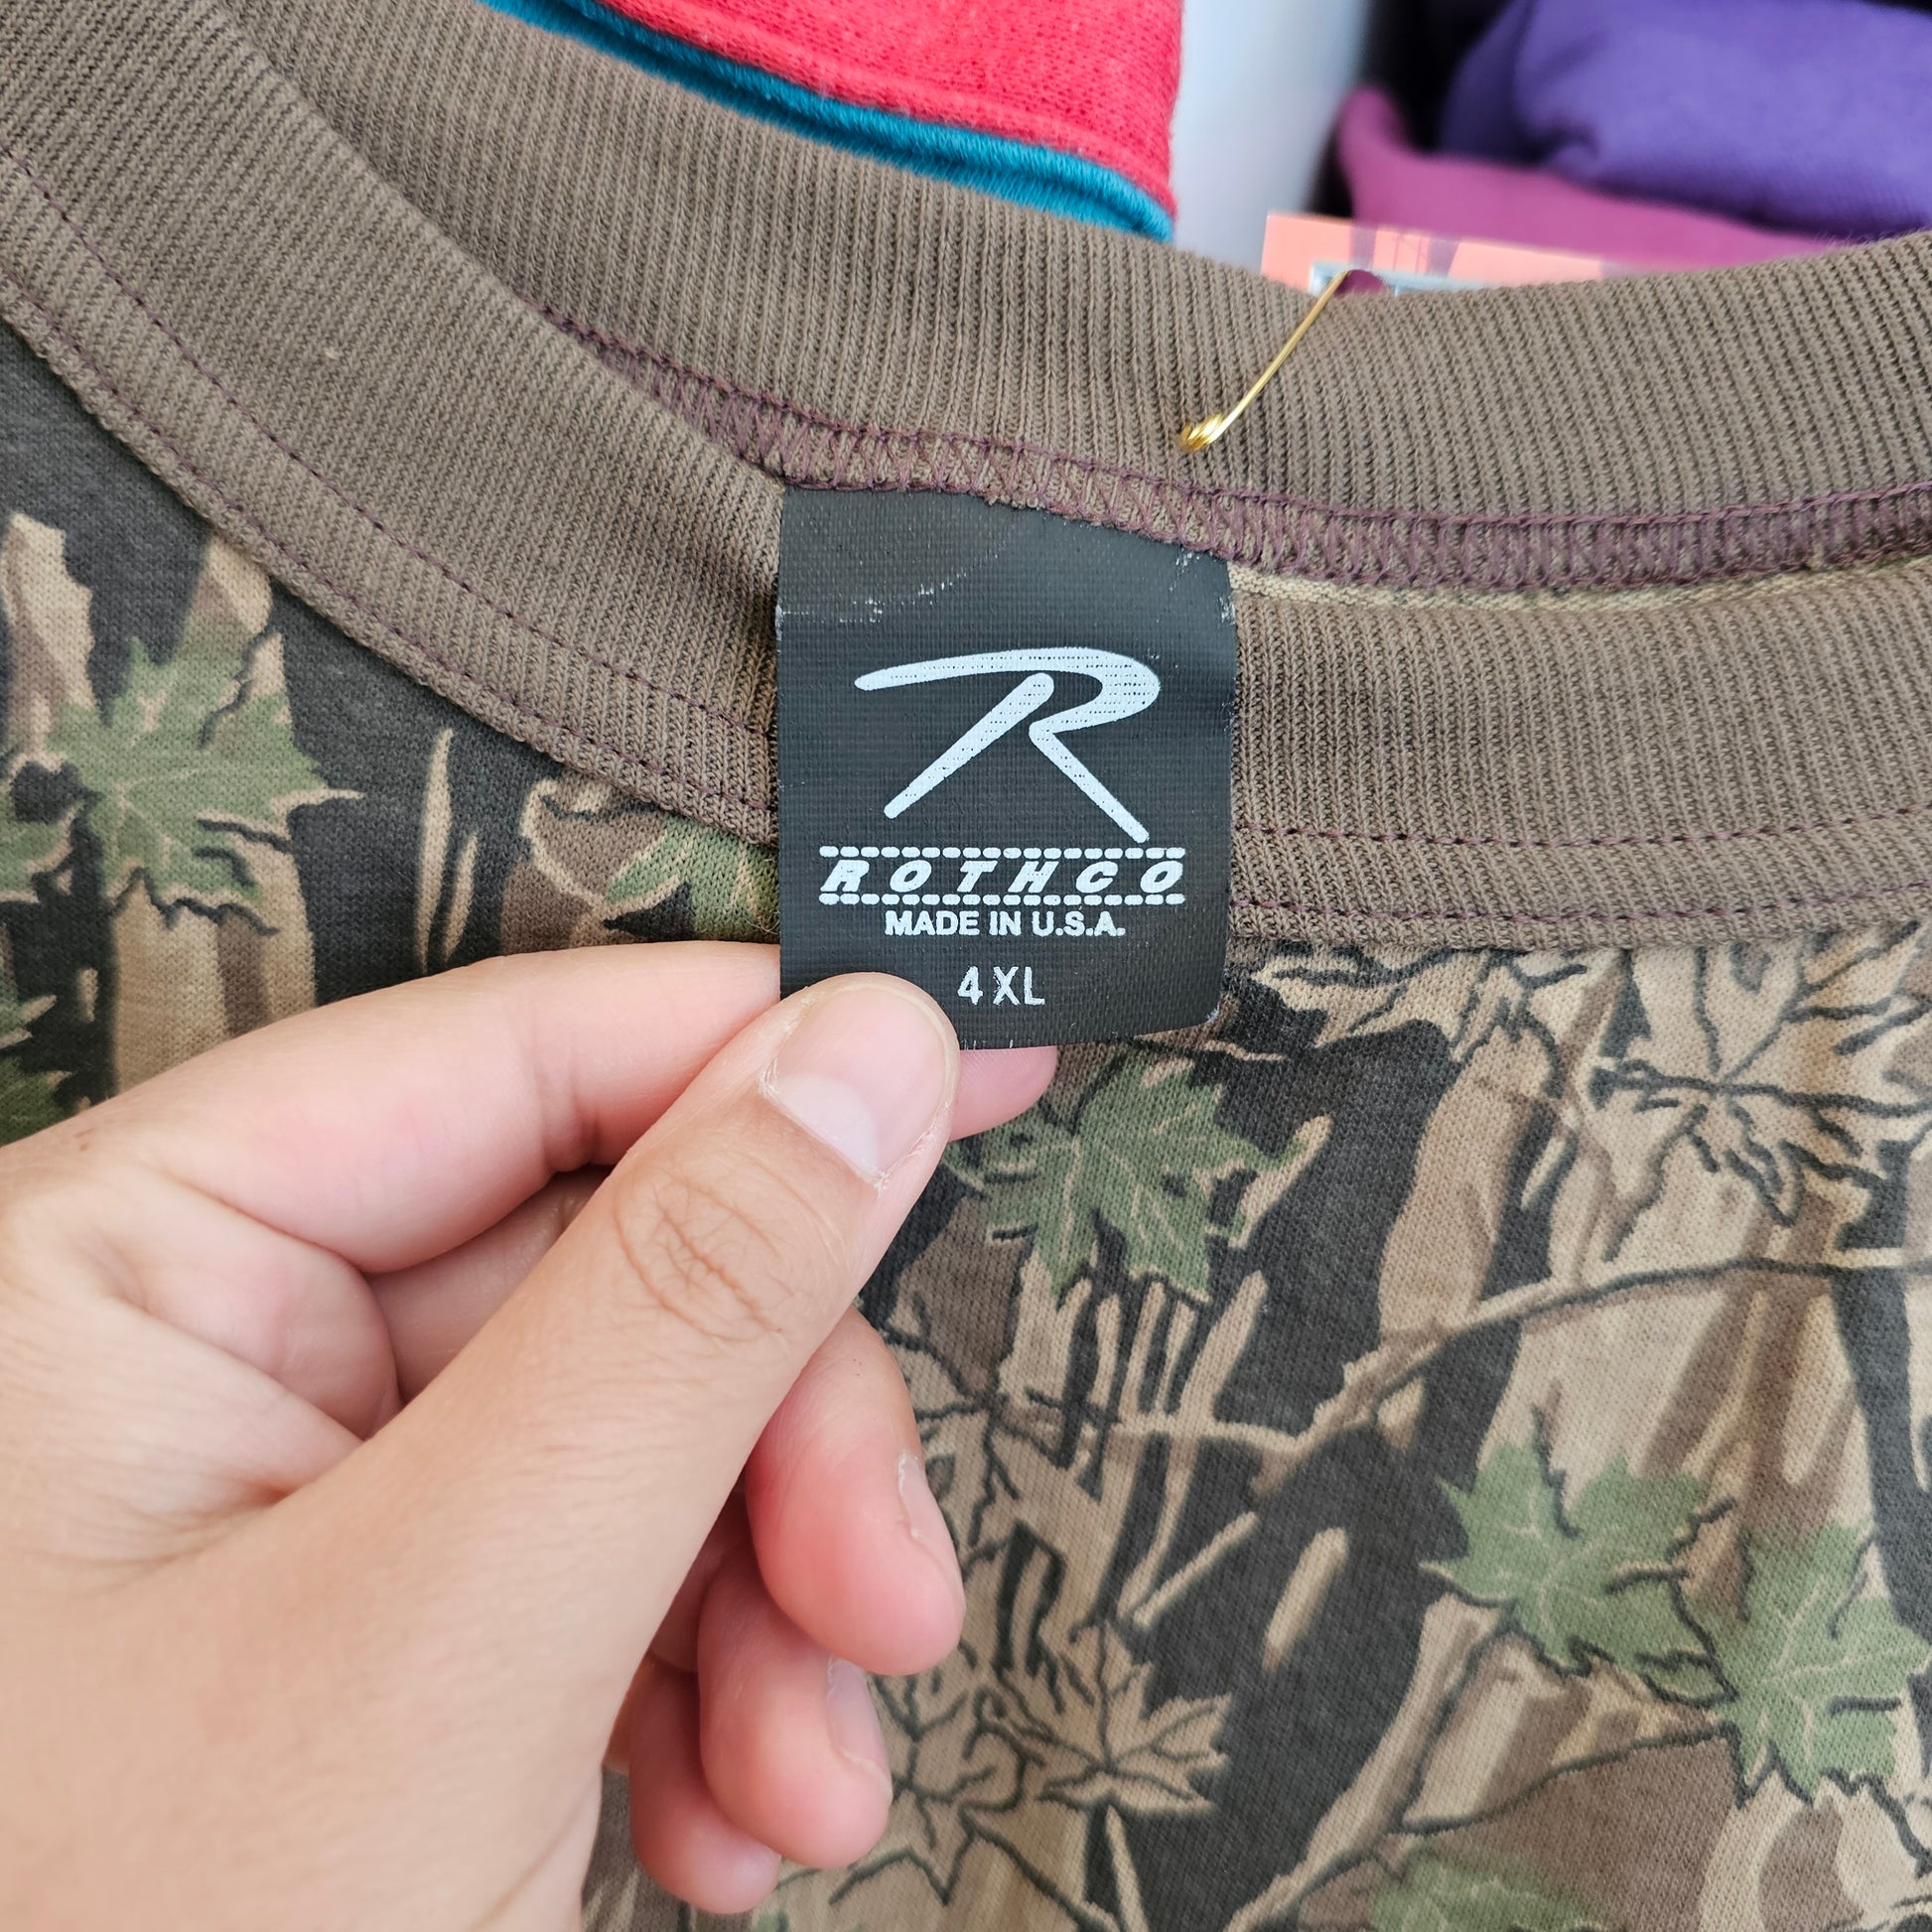 R
ROTHCO
MADE IN U.S.A.
4XL